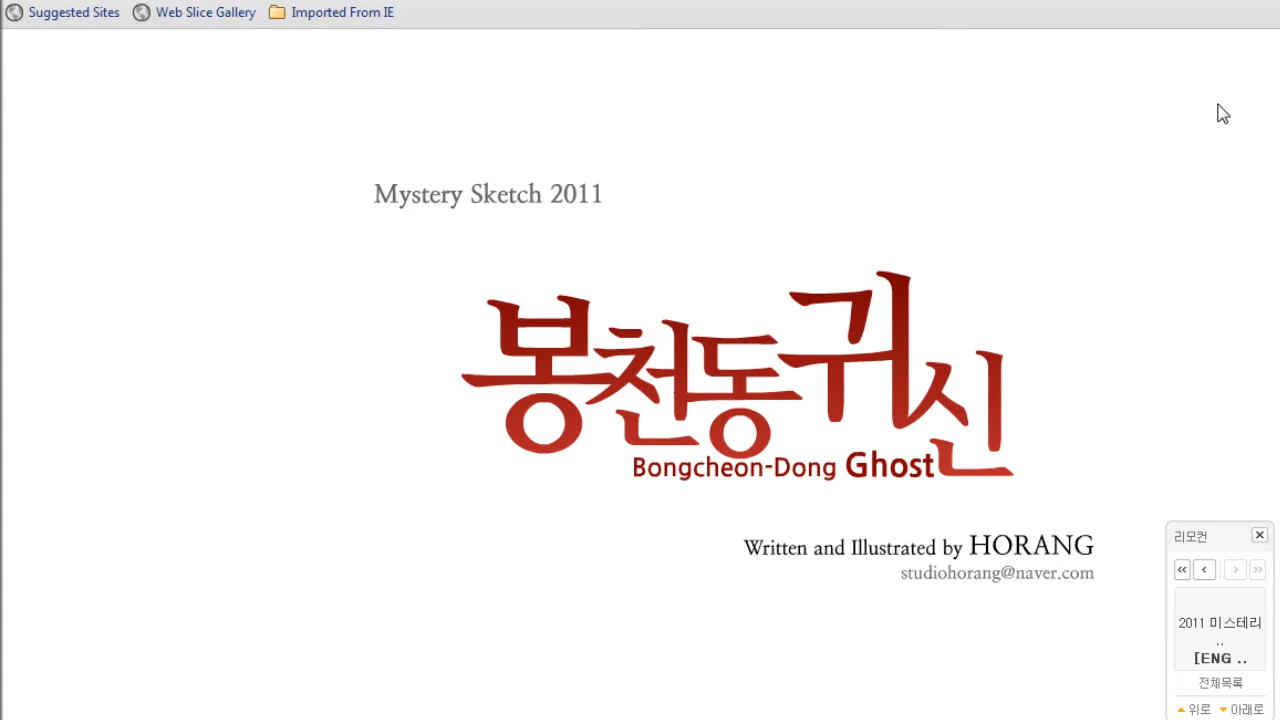 Suggested Sites Web Slice Gallery Imported From IE
Mystery Sketch 2011
봉천동귀신
Bongcheon-Dong Ghost
Written and Illustrated by HORANG
studiohorang@naver.com
리모컨
2011 미스테리
..
[ENG ..
전체목록
위로 아래로